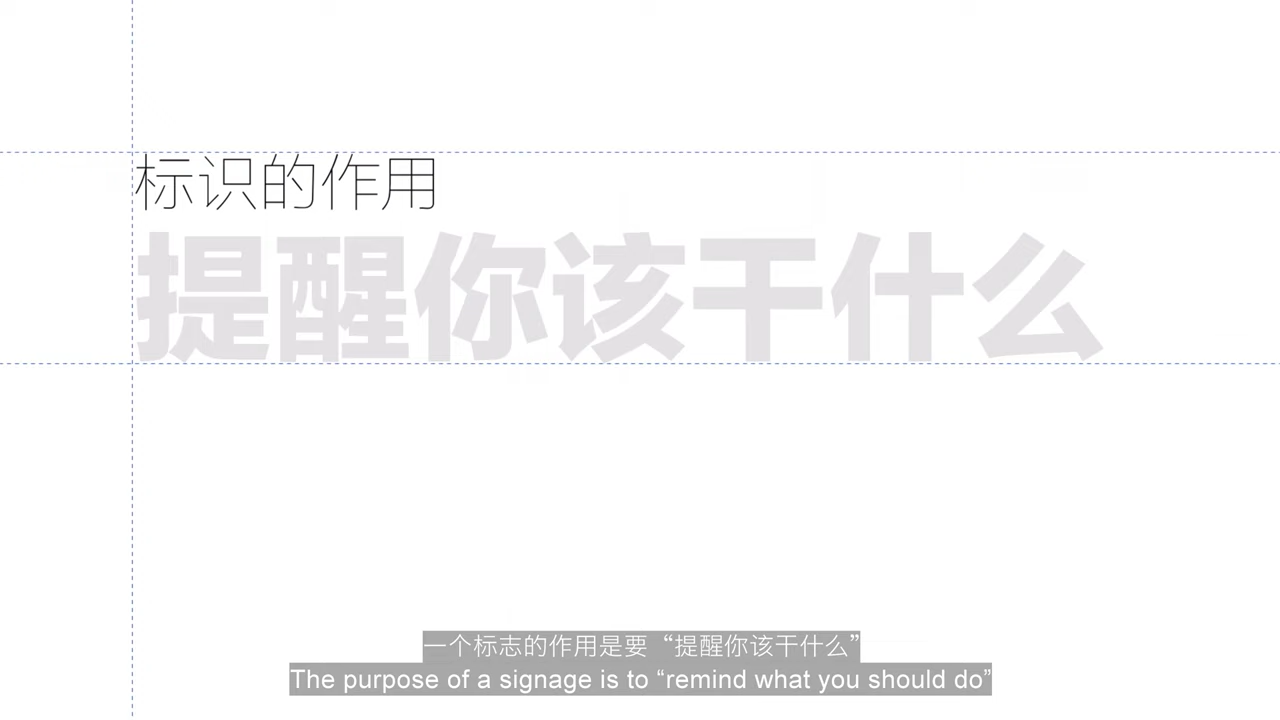 标识的作用
提醒你该干什么
一个标志的作用是要“提醒你该干什么”
The purpose of a signage is to “remind what you should do”